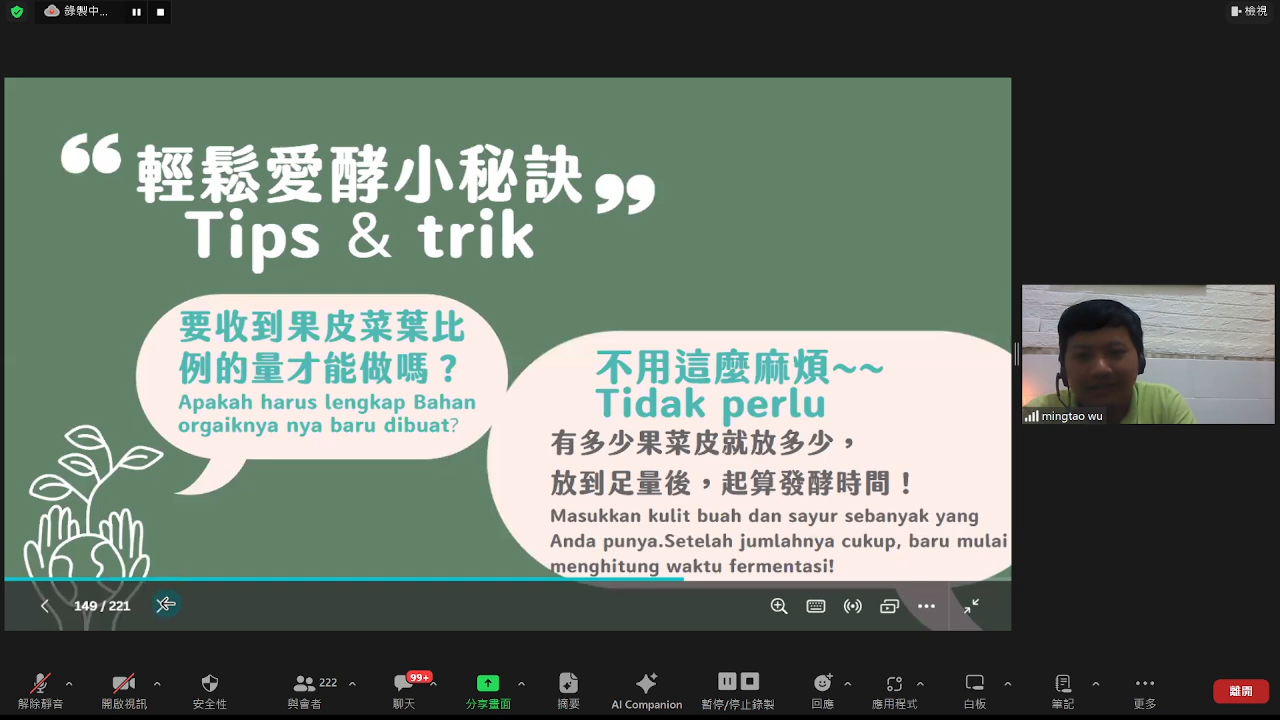 錄製中...
檢視
“輕鬆愛酵小秘訣”
Tips & trik
要收到果皮菜葉比
例的量才能做嗎？
Apakah harus lengkap Bahan
orgaiknya nya baru dibuat?
不用這麼麻煩~~
Tidak perlu
有多少果菜皮就放多少，
放到足量後，起算發酵時間！
Masukkan kulit buah dan sayur sebanyak yang
Anda punya.Setelah jumlahnya cukup, baru mulai
menghitung waktu fermentasi!
149 / 221
mingtao wu
222
99+
解除靜音
開啟視訊
安全性
與會者
聊天
分享畫面
摘要
AI Companion
暫停/停止錄製
回應
應用程式
白板
筆記
更多
離開